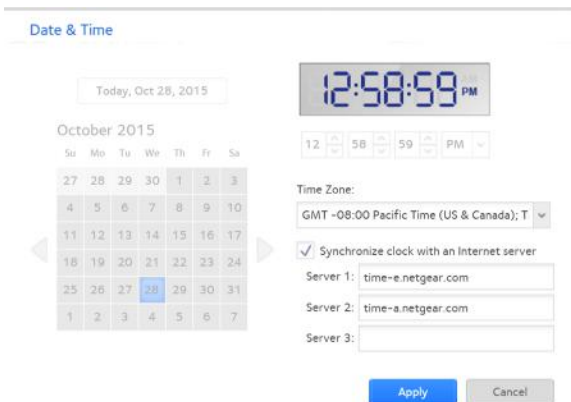 Date & Time
Today, Oct 28, 2015
October 2015
Su Mo Tu We Th Fr Sa
27 28 29 30 1 2 3
4 5 6 7 8 9 10
11 12 13 14 15 16 17
18 19 20 21 22 23 24
25 26 27 28 29 30 31
1 2 3 4 5 6 7
12:58:59 AM PM
12 58 59 PM
Time Zone:
GMT -08:00 Pacific Time (US & Canada); T
Synchronize clock with an Internet server
Server 1: time-e.netgear.com
Server 2: time-a.netgear.com
Server 3:
Apply Cancel